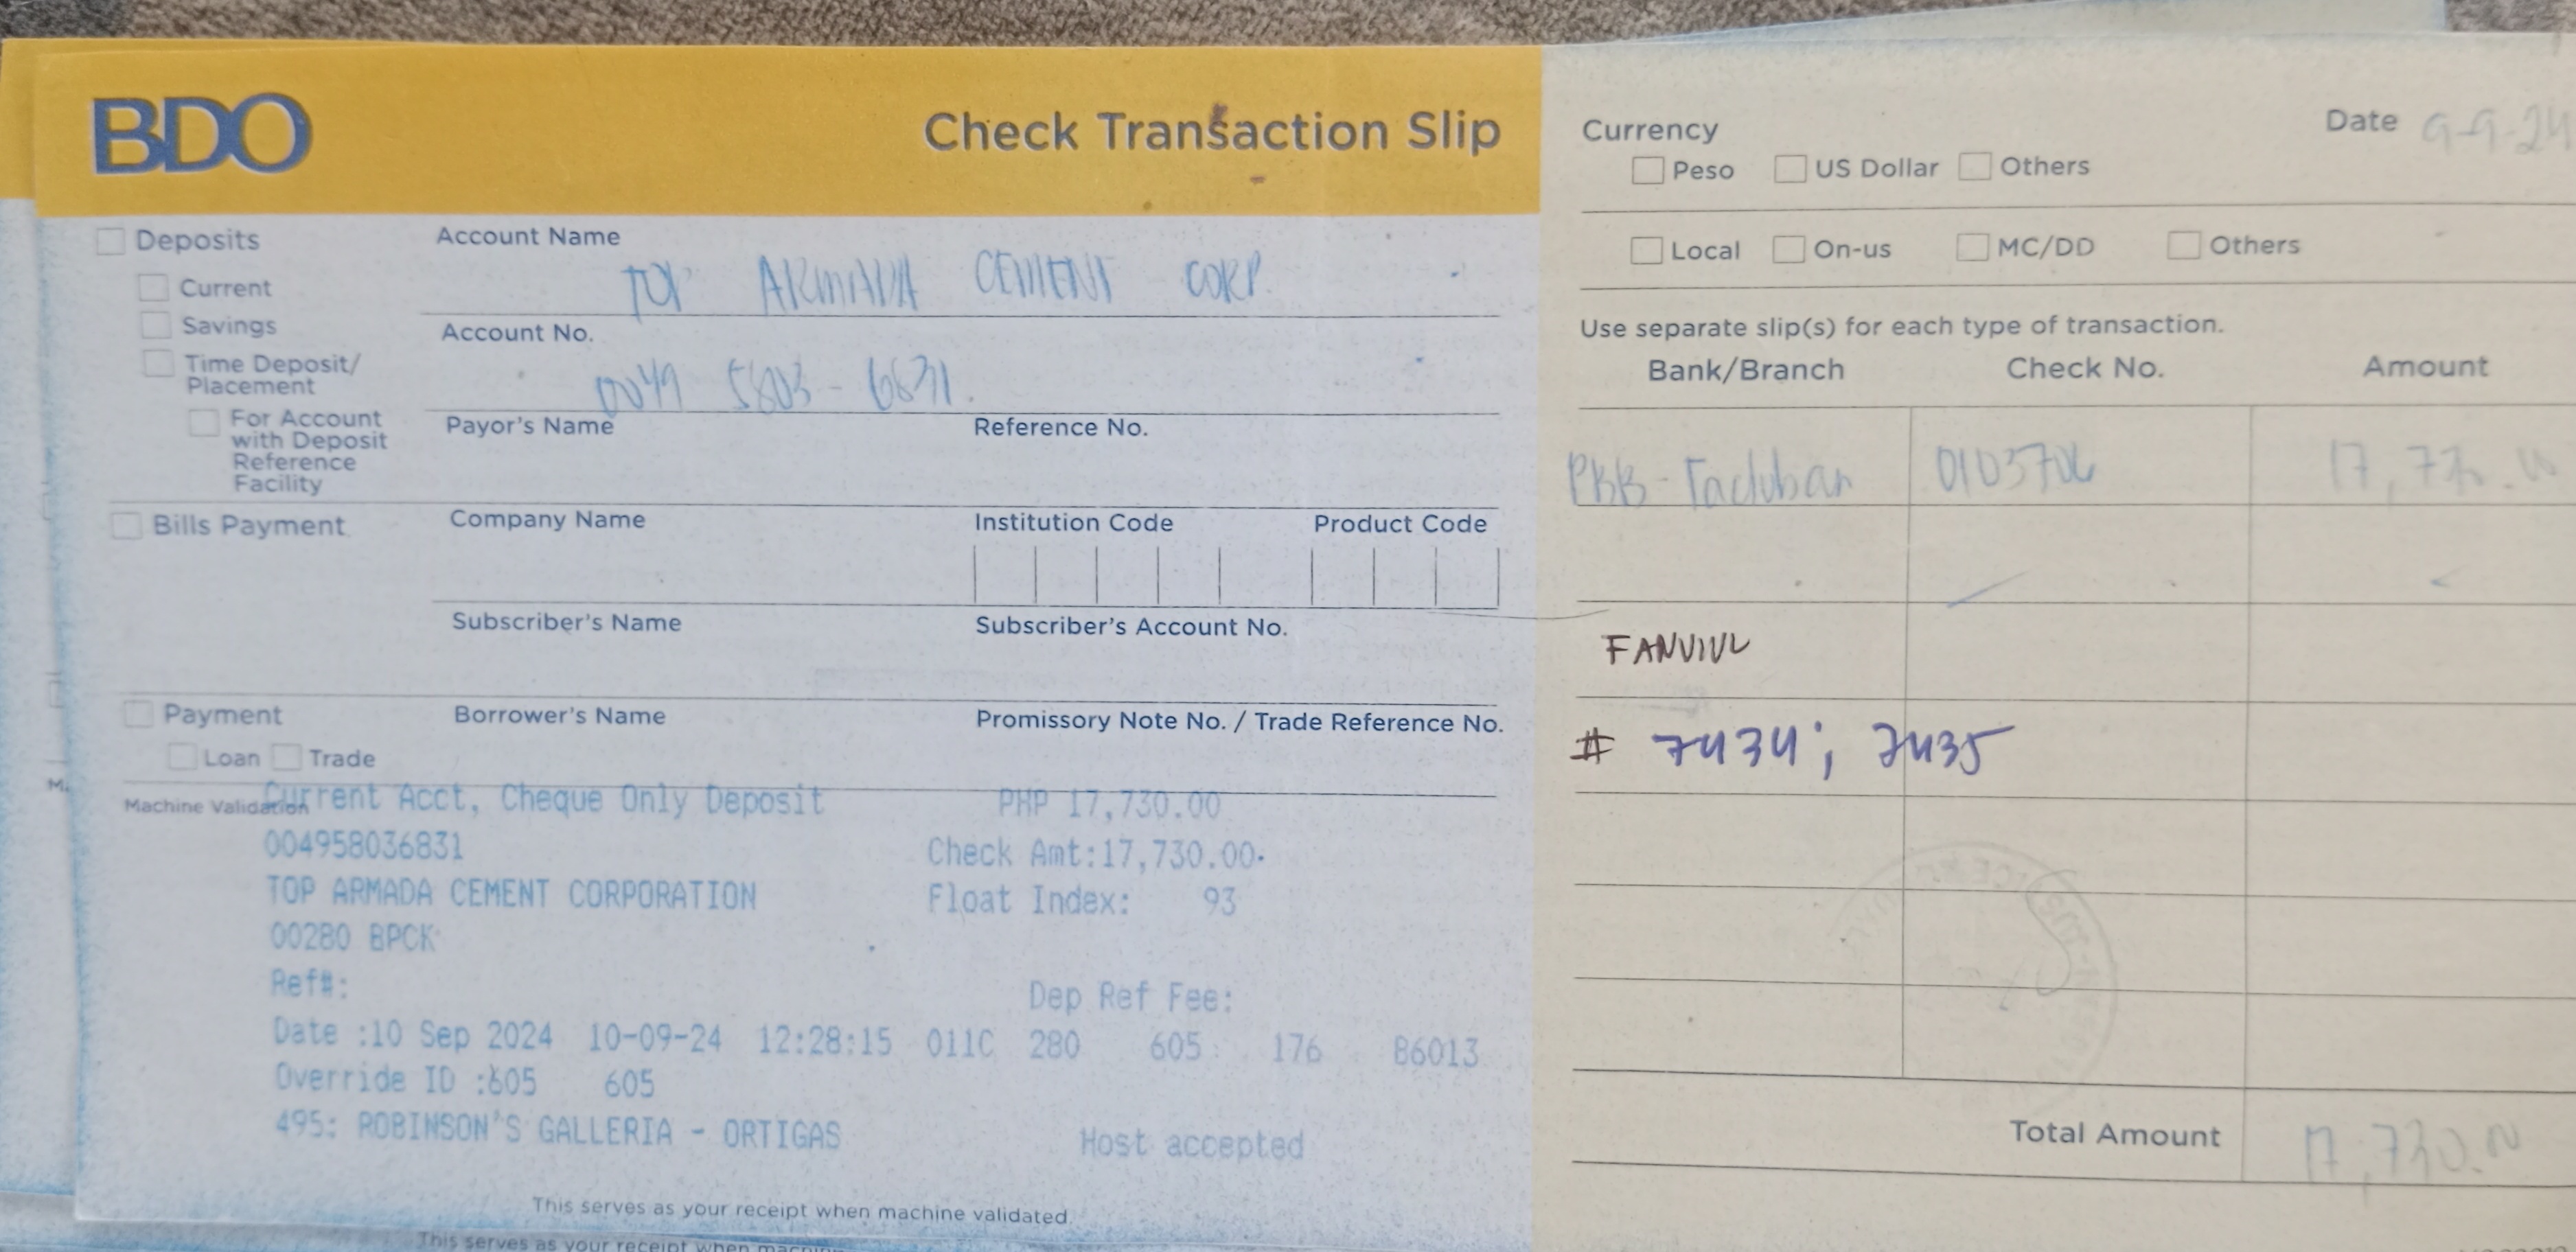 BDO
Check Transaction Slip
Deposits
Current
Savings
Time Deposit/
Placement
For Account
with Deposit
Reference
Facility
Account Name
TOP ARMADA CEMENT CORP.
Account No.
0049 5803 -
Payor's Name Reference No.
Bills Payment
Company Name Institution Code Product Code
Subscriber's Name Subscriber's Account No.
Payment
Loan Trade
Borrower's Name Promissory Note No. / Trade Reference No.
Machine Validation
Current Acct, Cheque Only Deposit PHP 17,730.00
004958036831 Check Amt:17,730.00
TOP ARMADA CEMENT CORPORATION Float Index: 93
00280 BPCK
Ref#: Dep Ref Fee:
Date :10 Sep 2024 10-09-24 12:28:15 011C 280 605 176 B6013
Override ID :605 605
495: ROBINSON'S GALLERIA - ORTIGAS Host accepted
This serves as your receipt when machine validated.
This serves as your receipt when
Currency
Date 9-9-24
Peso US Dollar Others
Local On-us MC/DD Others
Use separate slip(s) for each type of transaction.
Bank/Branch Check No. Amount
PBB - Tacloban 0103706
# 7434; 7435
Total Amount 17,730.00